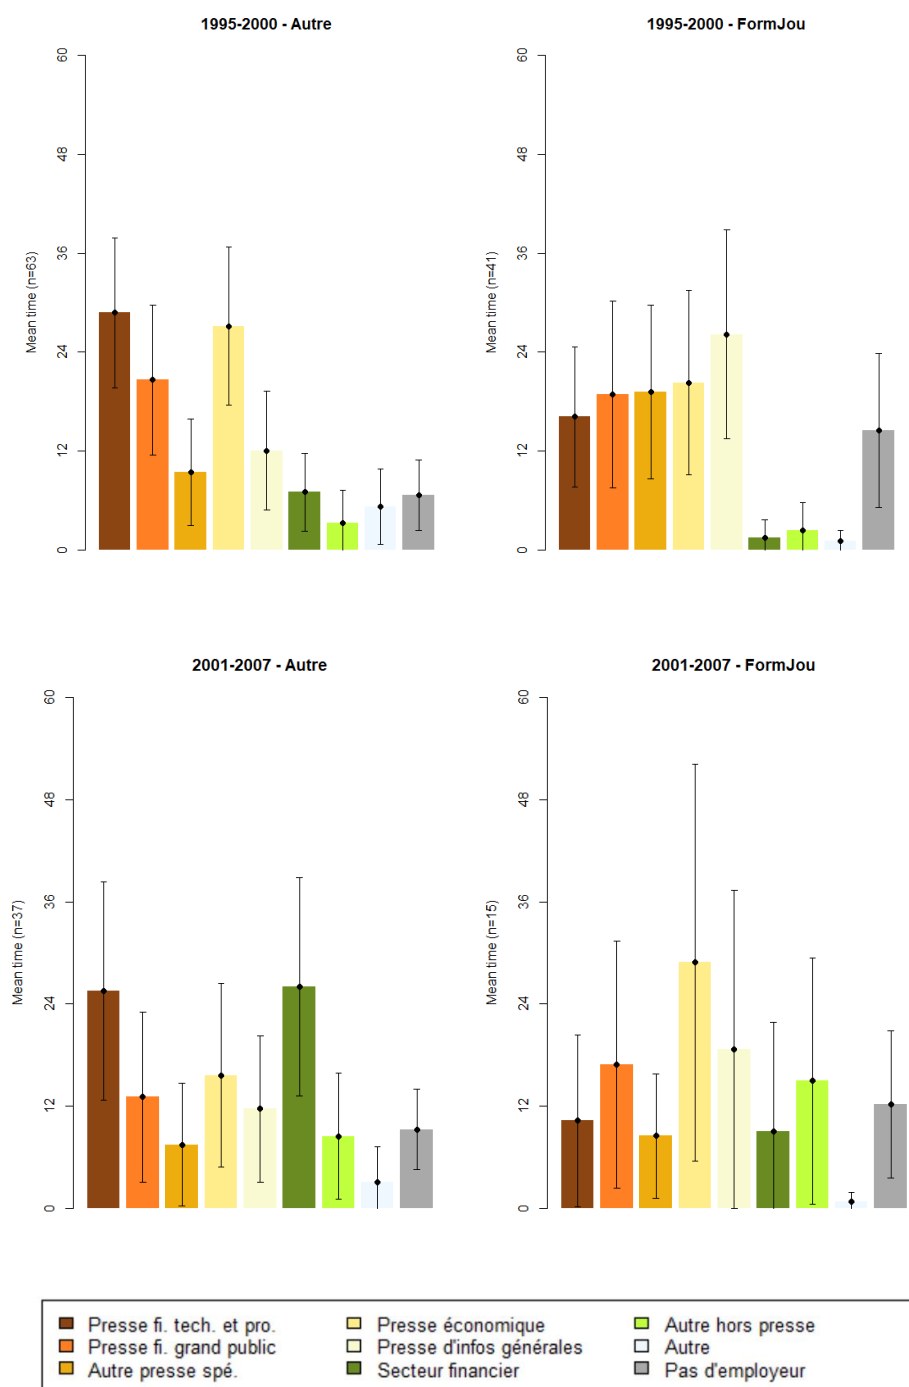 1995-2000 - Autre
60
48
36
24
12
0
Mean time (n=63)
1995-2000 - FormJou
60
48
36
24
12
0
Mean time (n=41)
2001-2007 - Autre
60
48
36
24
12
0
Mean time (n=37)
2001-2007 - FormJou
60
48
36
24
12
0
Mean time (n=15)
Presse fi. tech. et pro.
Presse fi. grand public
Autre presse spé.
Presse économique
Presse d'infos générales
Secteur financier
Autre hors presse
Autre
Pas d'employeur